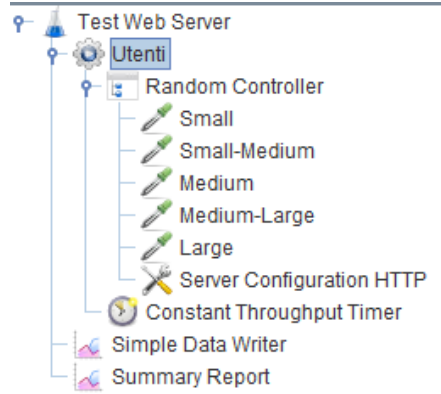 Test Web Server
Utenti
Random Controller
Small
Small-Medium
Medium
Medium-Large
Large
Server Configuration HTTP
Constant Throughput Timer
Simple Data Writer
Summary Report